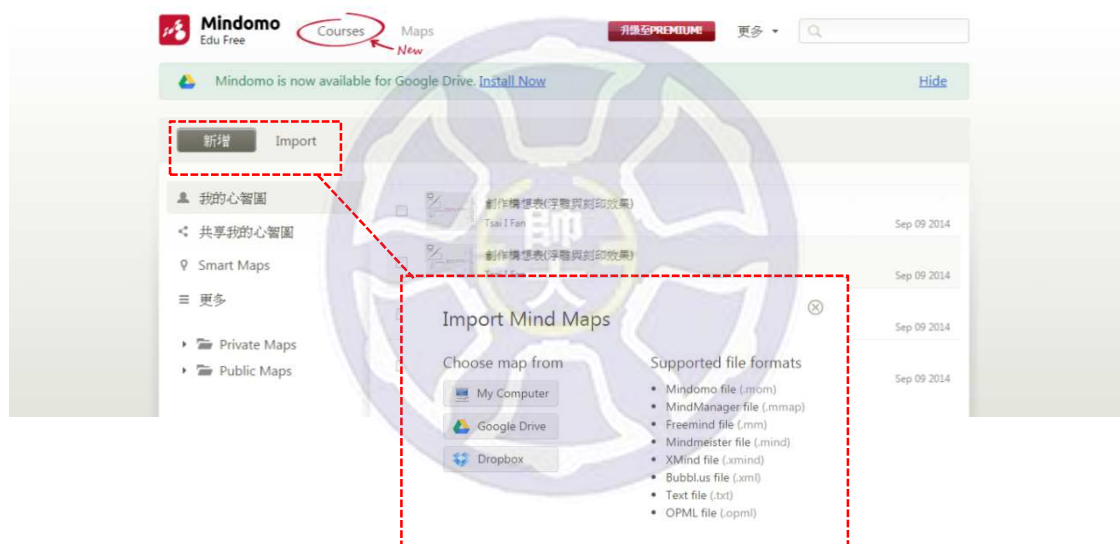 Mindomo
Edu Free
Courses
Maps
New
升級至PREMIUM!
更多
Mindomo is now available for Google Drive. Install Now
Hide
新增
Import
我的心智圖
共享我的心智圖
Smart Maps
更多
Private Maps
Public Maps
創作構想表(浮雕與刻印效果)
Tsai I Fan
Sep 09 2014
創作構想表(浮雕與刻印效果)
Sep 09 2014
Sep 09 2014
Sep 09 2014
師大
Import Mind Maps
Choose map from
My Computer
Google Drive
Dropbox
Supported file formats
Mindomo file (.mom)
MindManager file (.mmap)
Freemind file (.mm)
Mindmeister file (.mind)
XMind file (.xmind)
Bubbl.us file (.xml)
Text file (.txt)
OPML file (.opml)